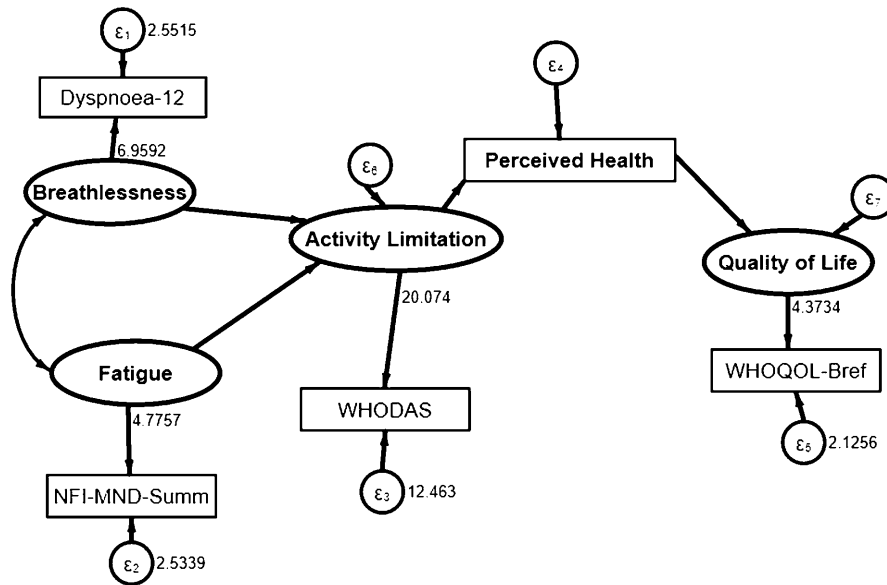 ε1 2.5515
Dyspnoea-12
6.9592
Breathlessness
Fatigue
4.7757
NFI-MND-Summ
ε2 2.5339
ε6
Activity Limitation
20.074
WHODAS
ε3 12.463
ε4
Perceived Health
ε7
Quality of Life
4.3734
WHOQOL-Bref
ε5 2.1256